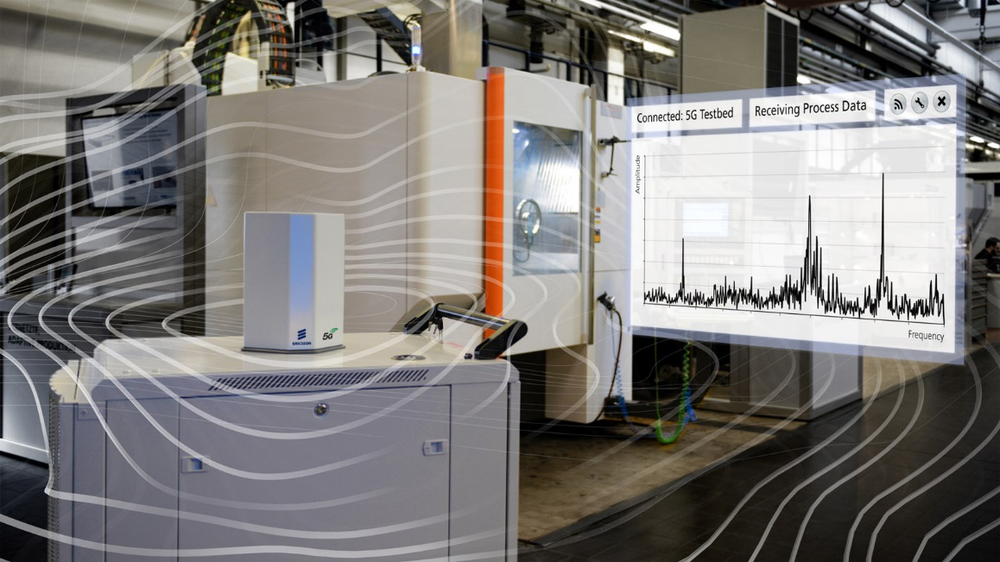 Connected: 5G Testbed
Receiving Process Data
Amplitude
Frequency
ERICSSON
5G